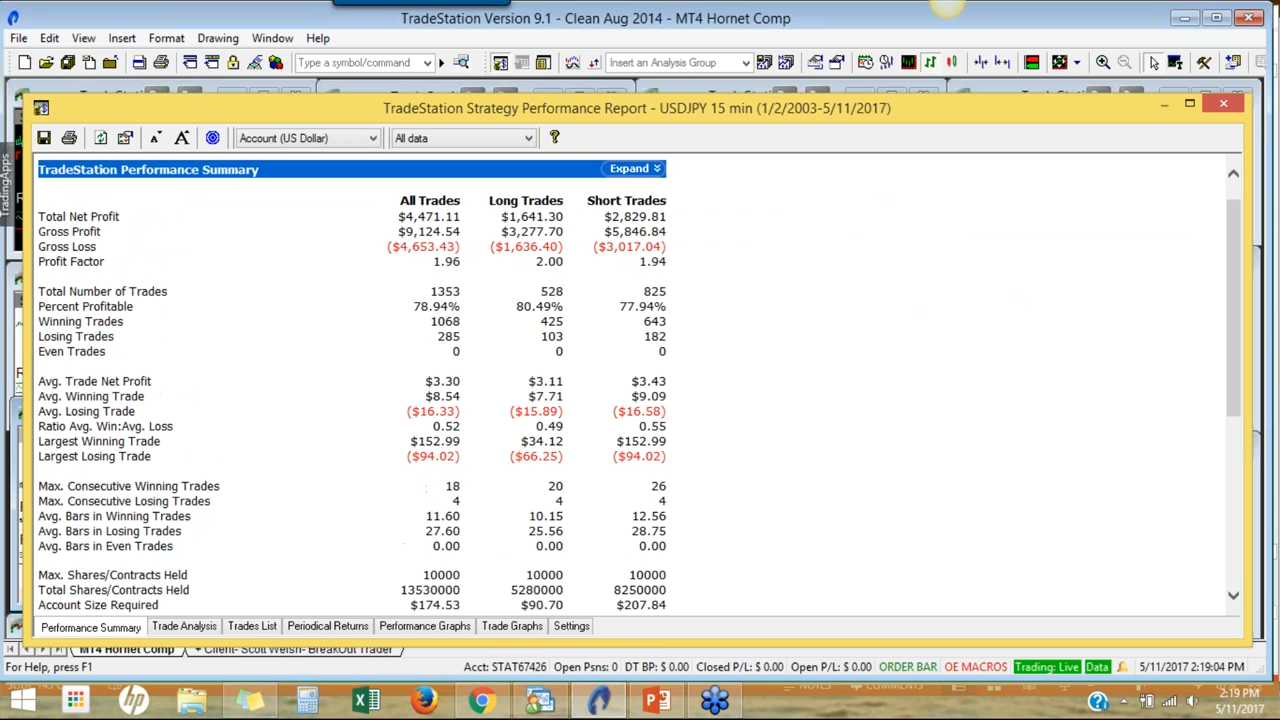 TradeStation Version 9.1 - Clean Aug 2014 - MT4 Hornet Comp
File Edit View Insert Format Drawing Window Help
Type a symbol/command Insert an Analysis Group
TradeStation Strategy Performance Report - USDJPY 15 min (1/2/2003-5/11/2017)
Account (US Dollar) All data
TradingApps
TradeStation Performance Summary Expand
All Trades Long Trades Short Trades
Total Net Profit $4,471.11 $1,641.30 $2,829.81
Gross Profit $9,124.54 $3,277.70 $5,846.84
Gross Loss ($4,653.43) ($1,636.40) ($3,017.04)
Profit Factor 1.96 2.00 1.94
Total Number of Trades 1353 528 825
Percent Profitable 78.94% 80.49% 77.94%
Winning Trades 1068 425 643
Losing Trades 285 103 182
Even Trades 0 0 0
Avg. Trade Net Profit $3.30 $3.11 $3.43
Avg. Winning Trade $8.54 $7.71 $9.09
Avg. Losing Trade ($16.33) ($15.89) ($16.58)
Ratio Avg. Win:Avg. Loss 0.52 0.49 0.55
Largest Winning Trade $152.99 $34.12 $152.99
Largest Losing Trade ($94.02) ($66.25) ($94.02)
Max. Consecutive Winning Trades 18 20 26
Max. Consecutive Losing Trades 4 4 4
Avg. Bars in Winning Trades 11.60 10.15 12.56
Avg. Bars in Losing Trades 27.60 25.56 28.75
Avg. Bars in Even Trades 0.00 0.00 0.00
Max. Shares/Contracts Held 10000 10000 10000
Total Shares/Contracts Held 13530000 5280000 8250000
Account Size Required $174.53 $90.70 $207.84
Performance Summary Trade Analysis Trades List Periodical Returns Performance Graphs Trade Graphs Settings
MT4 Hornet Comp + Client- Scott Welsh- BreakOut Trader
For Help, press F1 Acct: STAT67426 Open Psns: 0 DT BP: $ 0.00 Closed P/L: $ 0.00 Open P/L: $ 0.00 ORDER BAR OE MACROS Trading: Live Data 5/11/2017 2:19:04 PM
NOTES COMMENTS
2:19 PM
5/11/2017